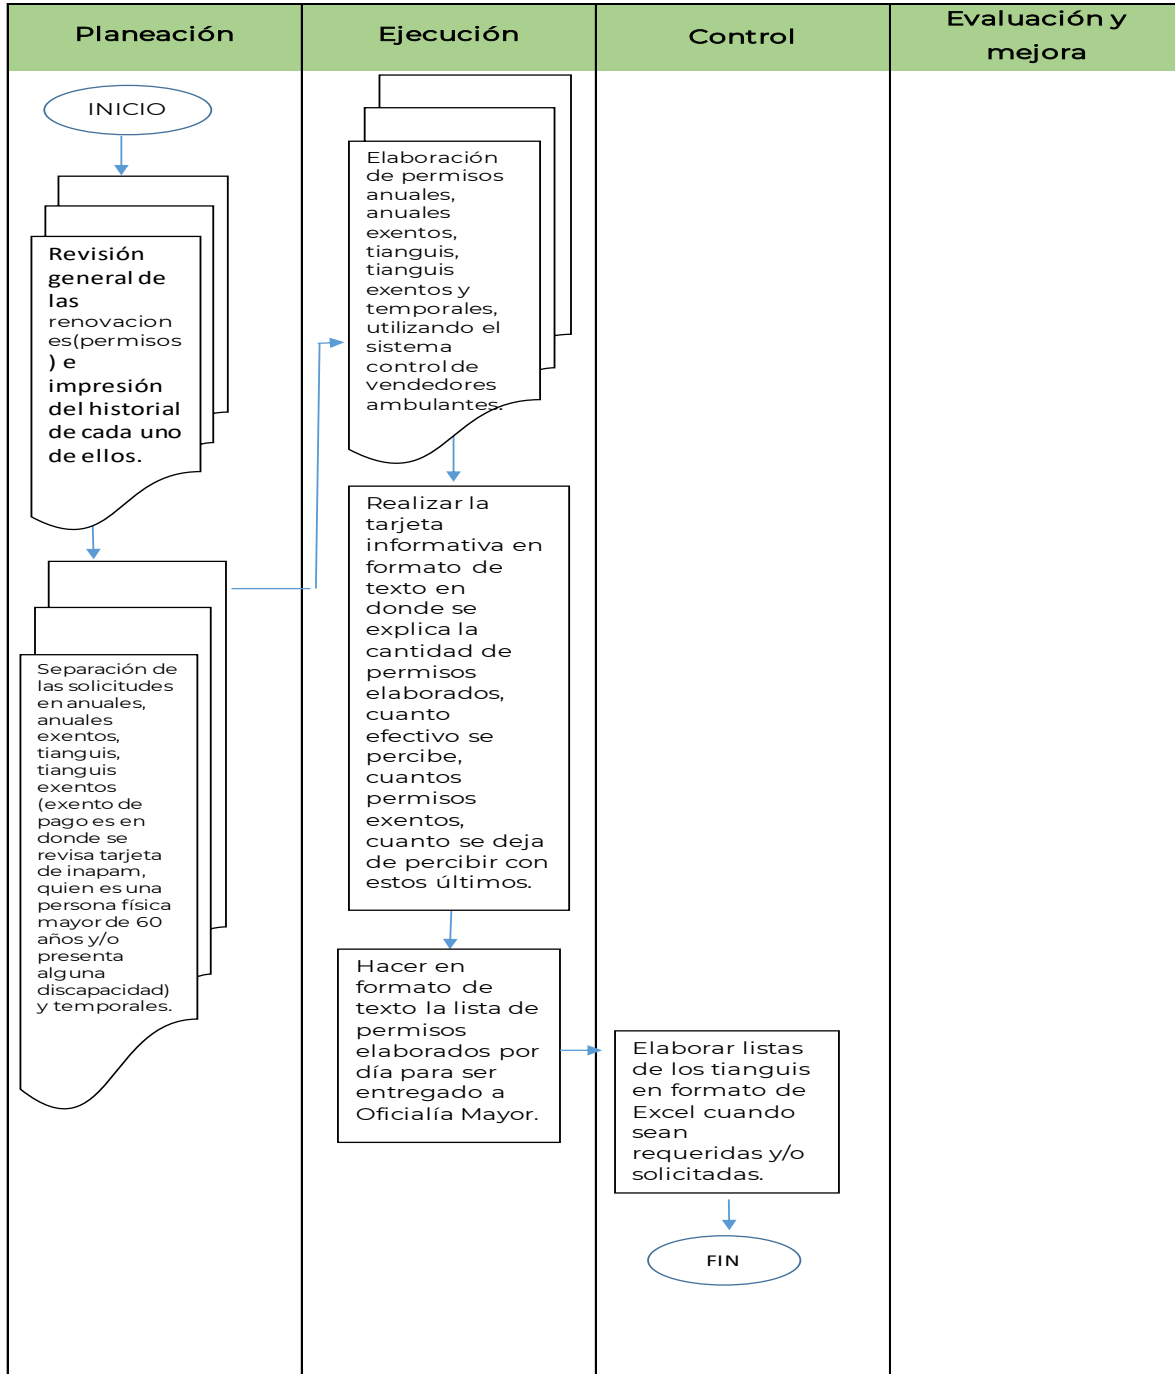 Planeación
Ejecución
Control
Evaluación y
mejora
INICIO
Revisión
general de
las
renovacion
es(permisos
) e
impresión
del historial
de cada uno
de ellos.
Separación de
las solicitudes
en anuales,
anuales
exentos,
tianguis,
tianguis
exentos
(exento de
pago es en
donde se
revisa tarjeta
de inapam,
quien es una
persona física
mayor de 60
años y/o
presenta
alguna
discapacidad)
y temporales.
Elaboración
de permisos
anuales,
anuales
exentos,
tianguis,
tianguis
exentos y
temporales,
utilizando el
sistema
control de
vendedores
ambulantes.
Realizar la
tarjeta
informativa en
formato de
texto en
donde se
explica la
cantidad de
permisos
elaborados,
cuanto
efectivo se
percibe,
cuantos
permisos
exentos,
cuanto se deja
de percibir con
estos últimos.
Hacer en
formato de
texto la lista de
permisos
elaborados por
día para ser
entregado a
Oficialía Mayor.
Elaborar listas
de los tianguis
en formato de
Excel cuando
sean
requeridas y/o
solicitadas.
FIN